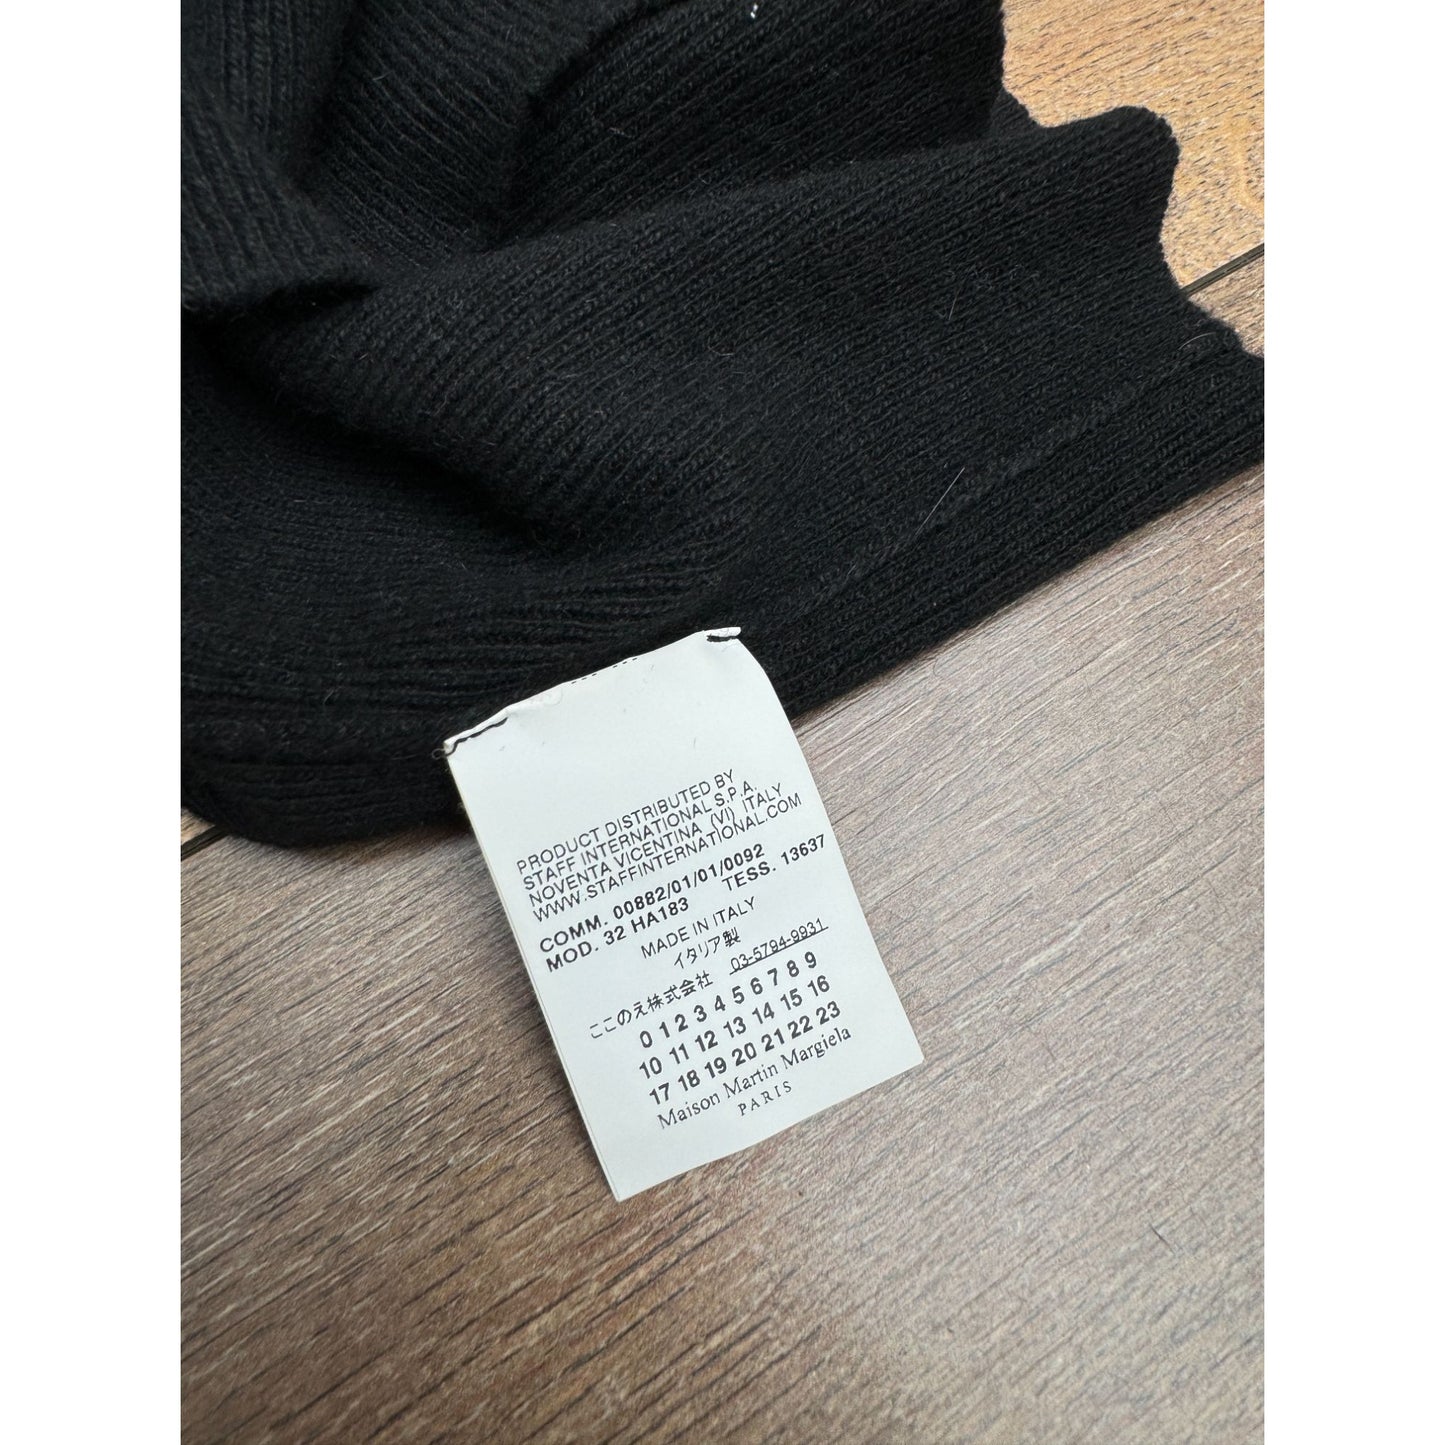 PRODUCT DISTRIBUTED BY
STAFF INTERNATIONAL S.P.A.
NOVENTA VICENTINA (VI) ITALY
WWW.STAFFINTERNATIONAL.COM
COMM. 00882/01/01/0092
MOD. 32 HA183 TESS. 13637
MADE IN ITALY
イタリア製
ここのえ株式会社 03-5794-9931
0 1 2 3 4 5 6 7 8 9
10 11 12 13 14 15 16
17 18 19 20 21 22 23
Maison Martin Margiela
PARIS